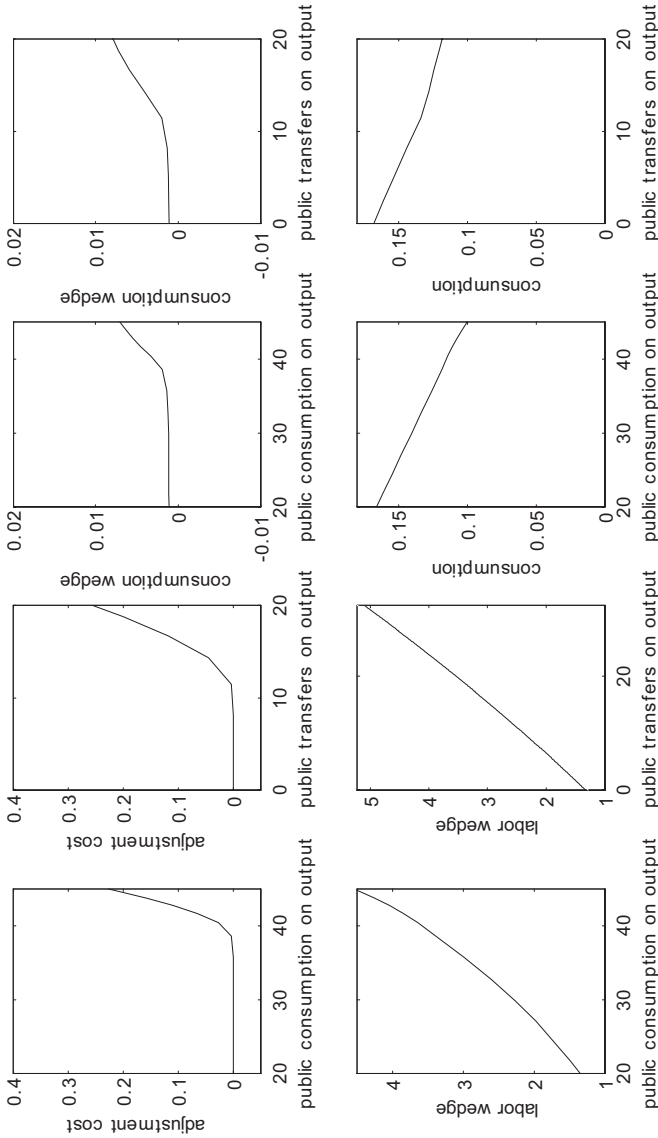 adjustment cost
0.4
0.3
0.2
0.1
0
20 30 40
public consumption on output
adjustment cost
0.4
0.3
0.2
0.1
0
0 10 20
public transfers on output
consumption wedge
0.02
0.01
0
-0.01
20 30 40
public consumption on output
consumption wedge
0.02
0.01
0
-0.01
0 10 20
public transfers on output
labor wedge
4
3
2
1
20 30 40
public consumption on output
labor wedge
5
4
3
2
1
0 20
public transfers on output
consumption
0.15
0.1
0.05
0
20 30 40
public consumption on output
consumption
0.15
0.1
0.05
0
0 10 20
public transfers on output